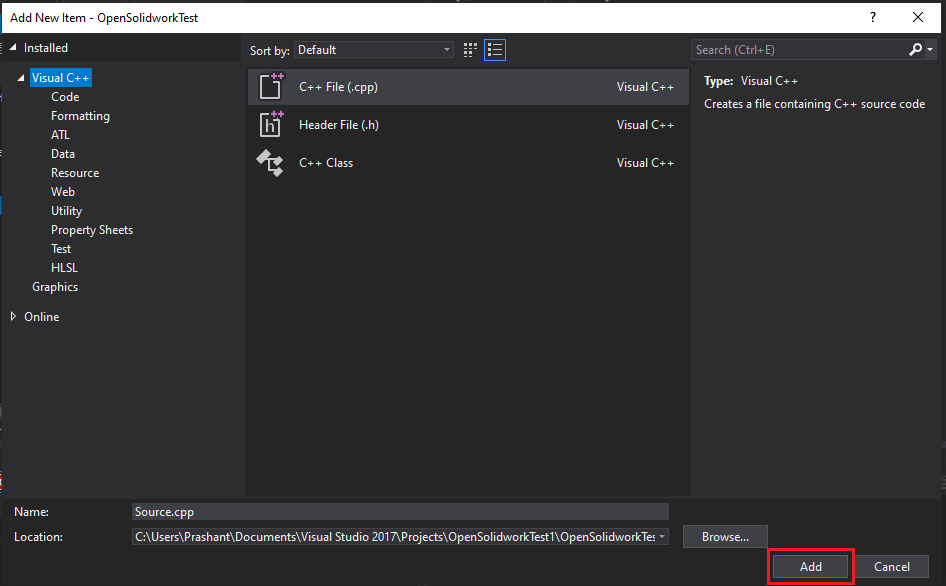 Add New Item - OpenSolidworkTest
?
Installed
Visual C++
Code
Formatting
ATL
Data
Resource
Web
Utility
Property Sheets
Test
HLSL
Graphics
Online
Sort by: Default
C++ File (.cpp) Visual C++
Header File (.h) Visual C++
C++ Class Visual C++
Search (Ctrl+E)
Type: Visual C++
Creates a file containing C++ source code
Name: Source.cpp
Location: C:\Users\Prashant\Documents\Visual Studio 2017\Projects\OpenSolidworkTest1\OpenSolidworkTes
Browse...
Add
Cancel